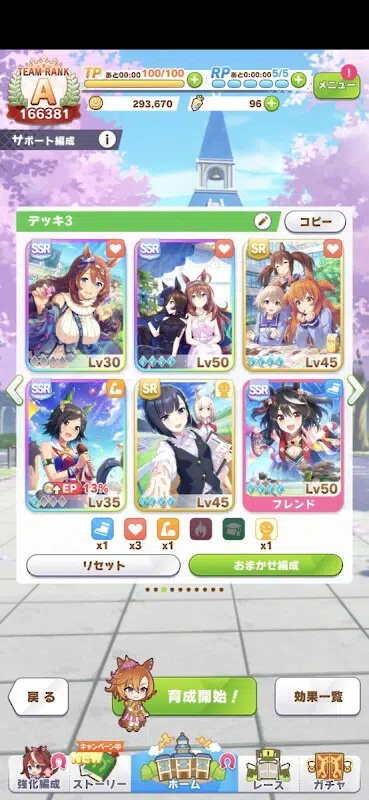 TEAM RANK
A
166381
TP あと00:00 100/100
RP あと0:00:00 5/5
メニュー
293,670
96
サポート編成
デッキ3
コピー
SSR
Lv30
SSR
Lv50
SR
Lv45
SSR
EP 13%
Lv35
SR
Lv45
SSR
Lv50
フレンド
x1
x3
x1
x1
リセット
おまかせ編成
戻る
育成開始!
効果一覧
キャンペーン中
NEW
強化編成
ストーリー
ホーム
レース
ガチャ